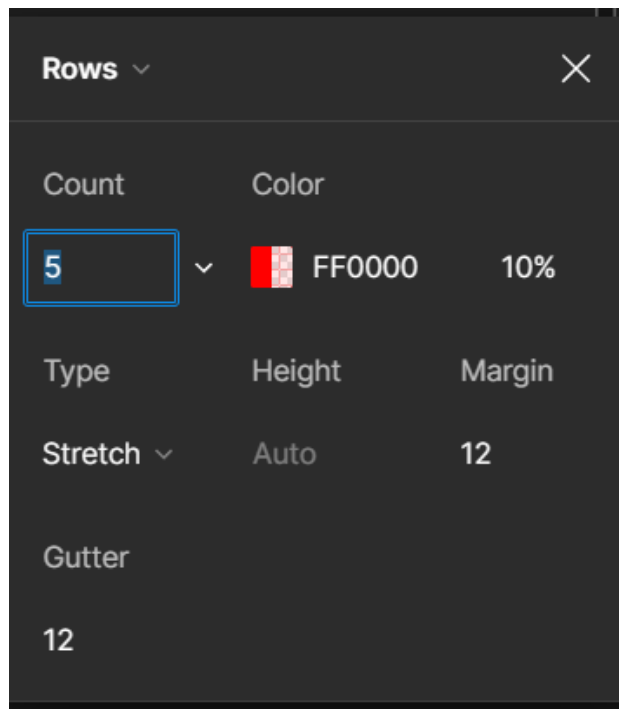 Rows
Count Color
5 FF0000 10%
Type Height Margin
Stretch Auto 12
Gutter
12